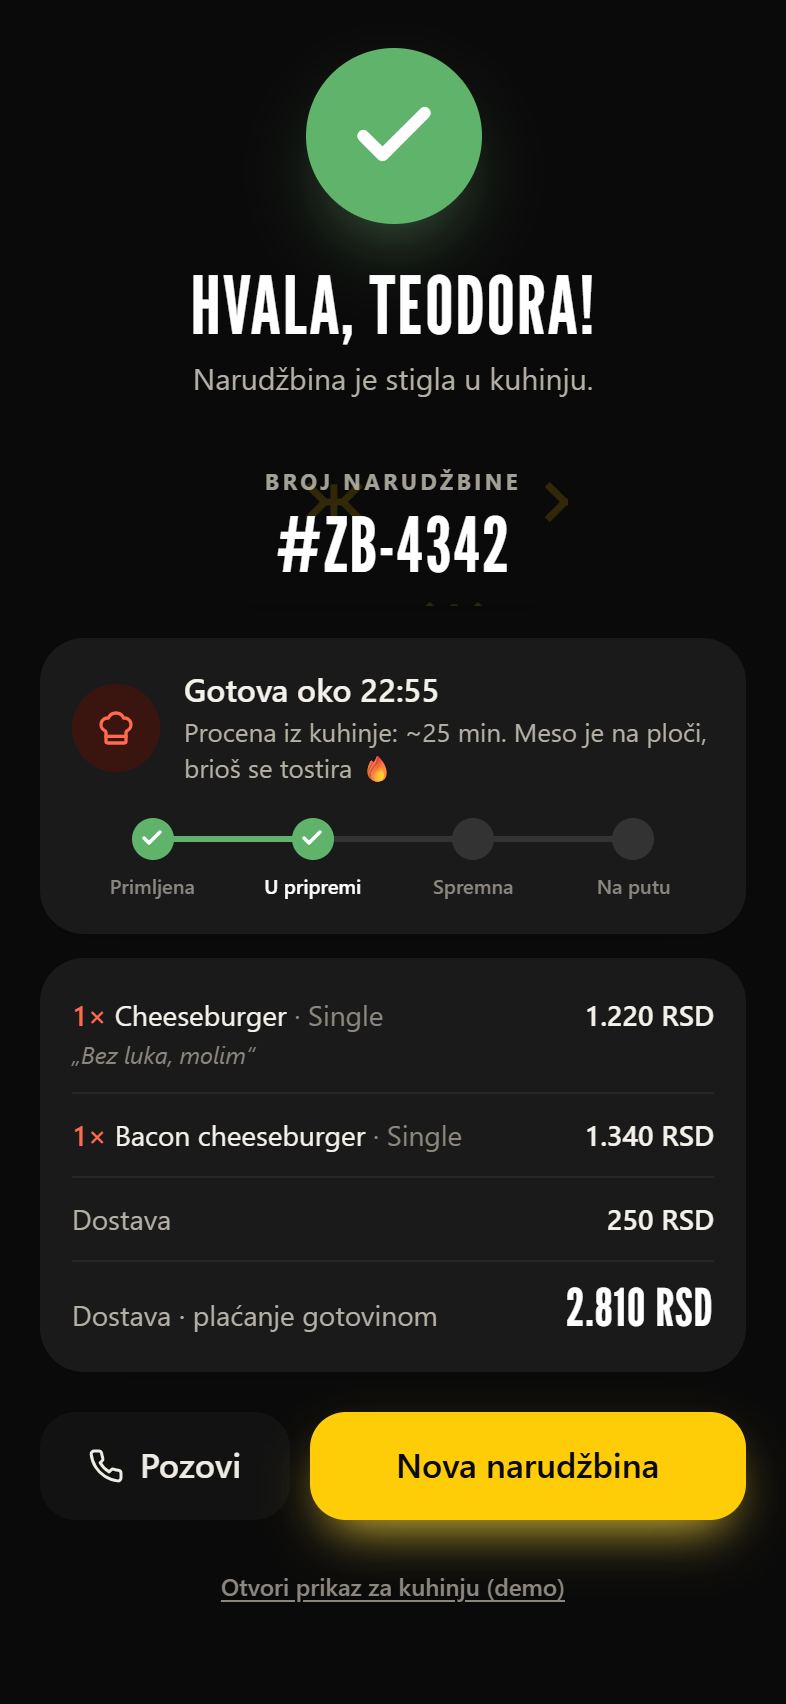 HVALA, TEODORA!
Narudžbina je stigla u kuhinju.
BROJ NARUDŽBINE
#ZB-4342
Gotova oko 22:55
Procena iz kuhinje: ~25 min. Meso je na ploči,
brioš se tostira 🔥
Primljena
U pripremi
Spremna
Na putu
1× Cheeseburger · Single
1.220 RSD
„Bez luka, molim“
1× Bacon cheeseburger · Single
1.340 RSD
Dostava
250 RSD
Dostava · plaćanje gotovinom
2.810 RSD
Pozovi
Nova narudžbina
Otvori prikaz za kuhinju (demo)